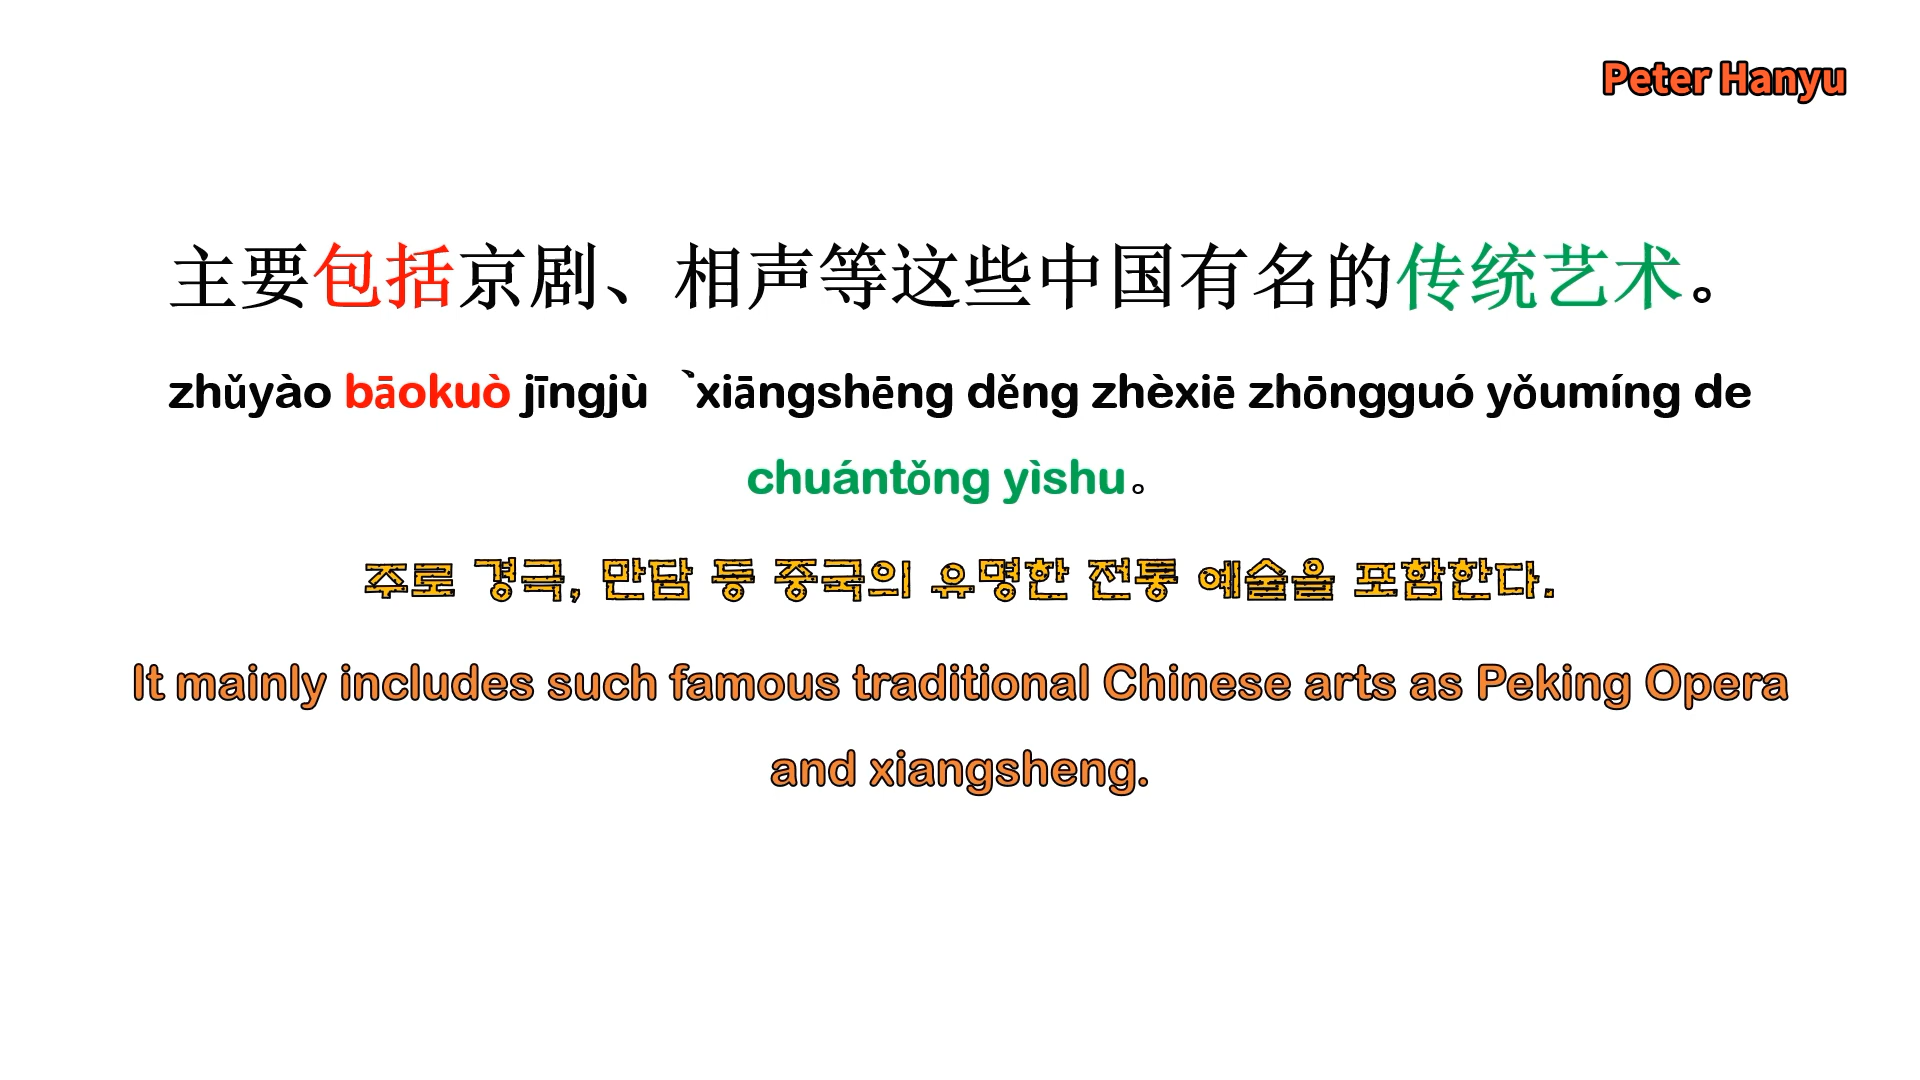 Peter Hanyu
主要包括京剧、相声等这些中国有名的传统艺术。
zhǔyào bāokuò jīngjù 、xiāngshēng děng zhèxiē zhōngguó yǒumíng de
chuántǒng yìshu。
주로 경극, 만담 등 중국의 유명한 전통 예술을 포함한다.
It mainly includes such famous traditional Chinese arts as Peking Opera
and xiangsheng.